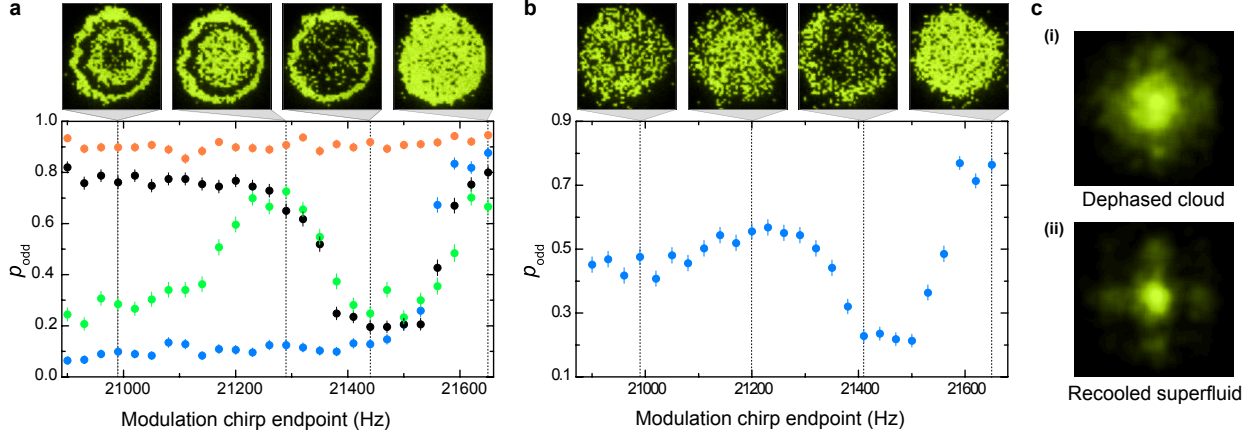 a
b
c
(i)
Dephased cloud
(ii)
Recooled superfluid
1.0
0.8
0.6
0.4
0.2
0.0
p_odd
21000
21200
21400
21600
Modulation chirp endpoint (Hz)
0.9
0.7
0.5
0.3
0.1
p_odd
21000
21200
21400
21600
Modulation chirp endpoint (Hz)